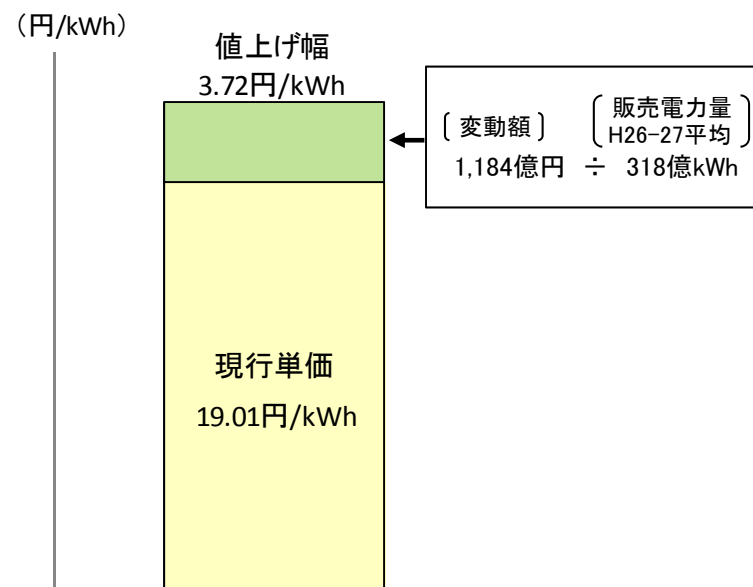 （円/kWh）
値上げ幅
3.72円/kWh
〔変動額〕
販売電力量
H26-27平均
1,184億円 ÷ 318億kWh
現行単価
19.01円/kWh